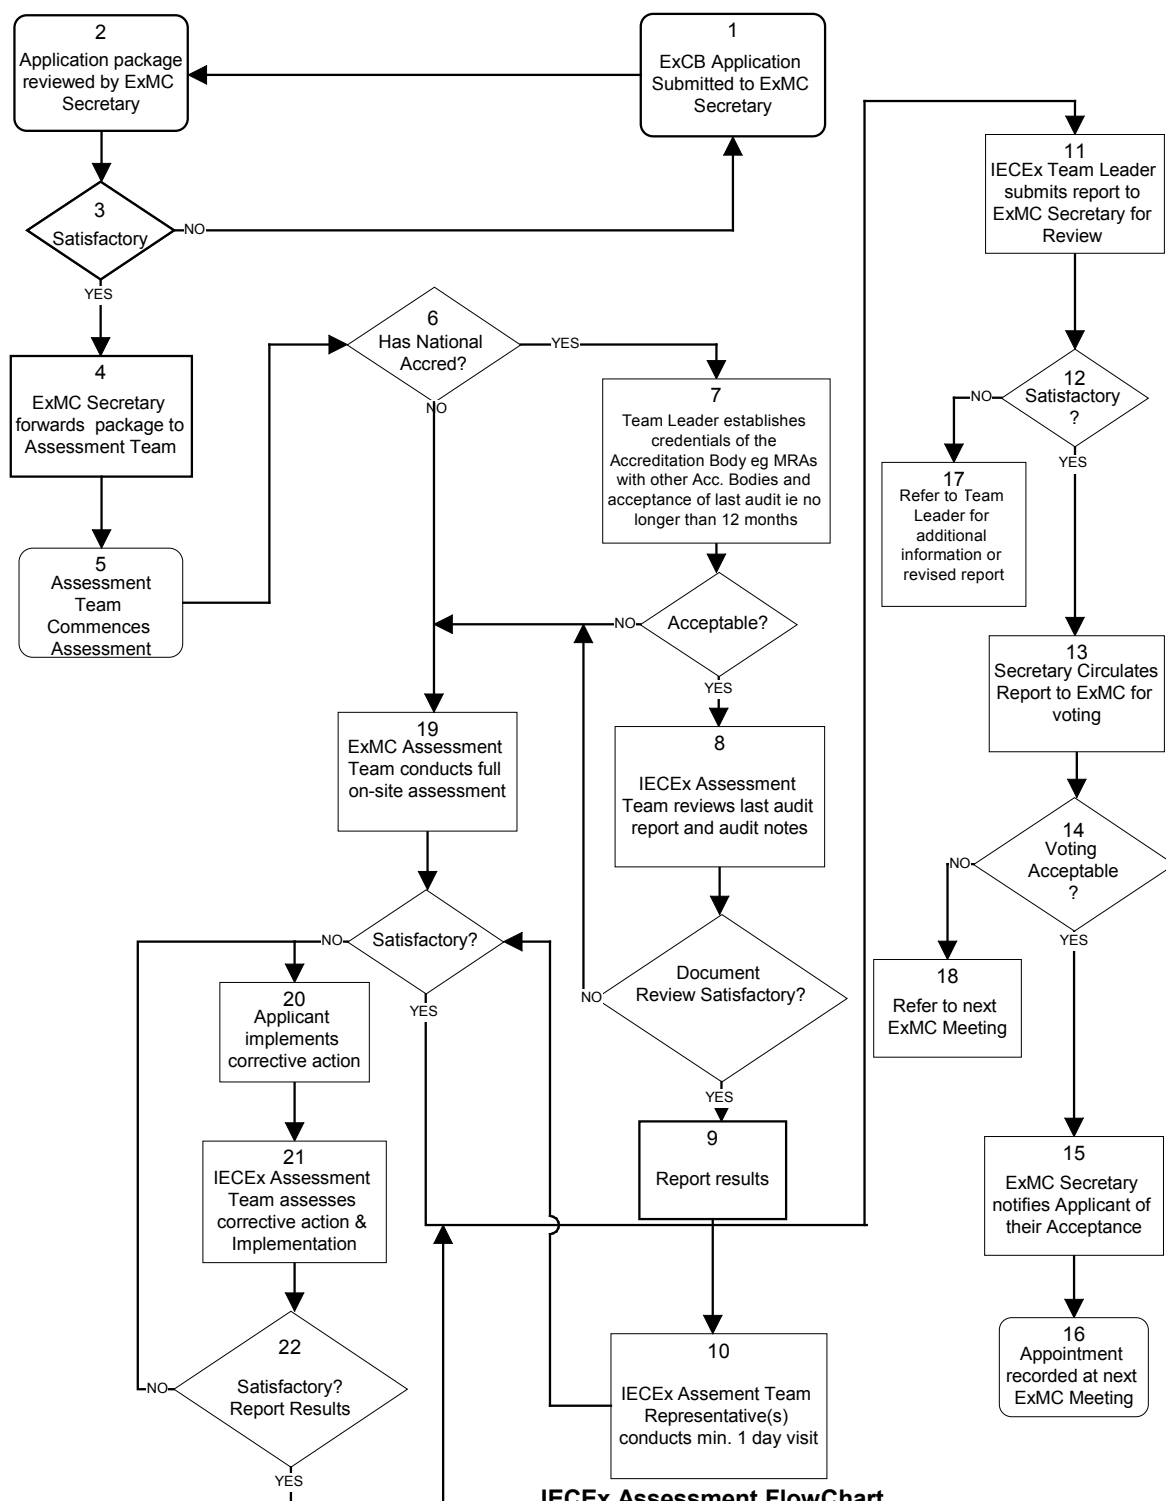 1
ExCB Application
Submitted to ExMC
Secretary
2
Application package
reviewed by ExMC
Secretary
3
Satisfactory
NO
YES
4
ExMC Secretary
forwards package to
Assessment Team
5
Assessment
Team
Commences
Assessment
6
Has National
Accred?
YES
NO
7
Team Leader establishes
credentials of the
Accreditation Body eg MRAs
with other Acc. Bodies and
acceptance of last audit ie no
longer than 12 months
Acceptable?
NO
YES
8
IECEx Assessment
Team reviews last audit
report and audit notes
Document
Review Satisfactory?
NO
YES
9
Report results
10
IECEx Assement Team
Representative(s)
conducts min. 1 day visit
11
IECEx Team Leader
submits report to
ExMC Secretary for
Review
12
Satisfactory
?
NO
YES
17
Refer to Team
Leader for
additional
information or
revised report
13
Secretary Circulates
Report to ExMC for
voting
14
Voting
Acceptable
?
NO
YES
18
Refer to next
ExMC Meeting
15
ExMC Secretary
notifies Applicant of
their Acceptance
16
Appointment
recorded at next
ExMC Meeting
19
ExMC Assessment
Team conducts full
on-site assessment
Satisfactory?
NO
YES
20
Applicant
implements
corrective action
21
IECEx Assessment
Team assesses
corrective action &
Implementation
22
Satisfactory?
Report Results
NO
YES
IECEx Assessment FlowChart